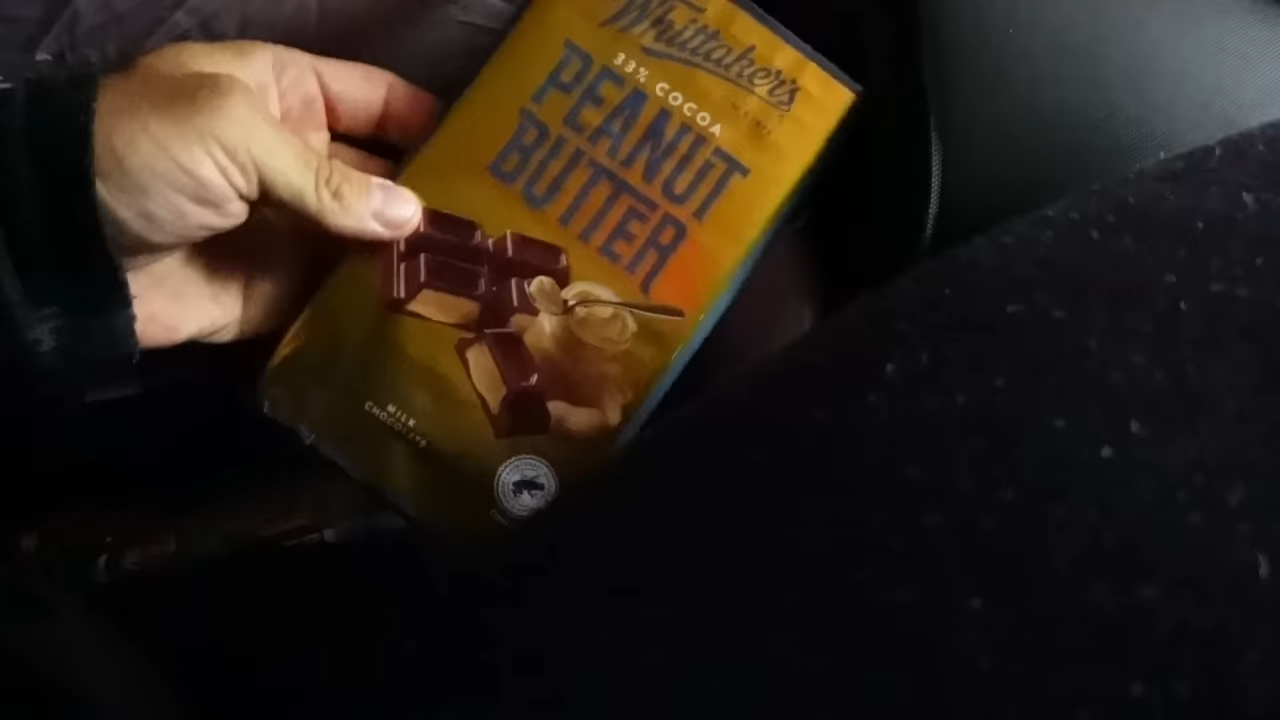 Whittaker's
33% COCOA
PEANUT
BUTTER
MILK
CHOCOLATE